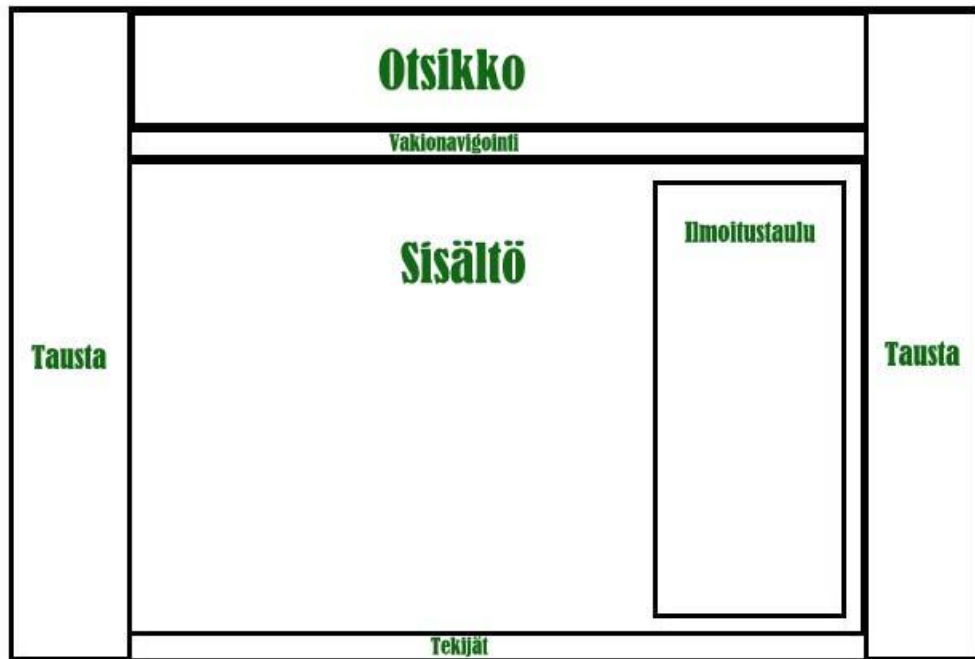 Otsikko
Vakionavigointi
Sisältö
Ilmoitustaulu
Tausta
Tausta
Tekijät